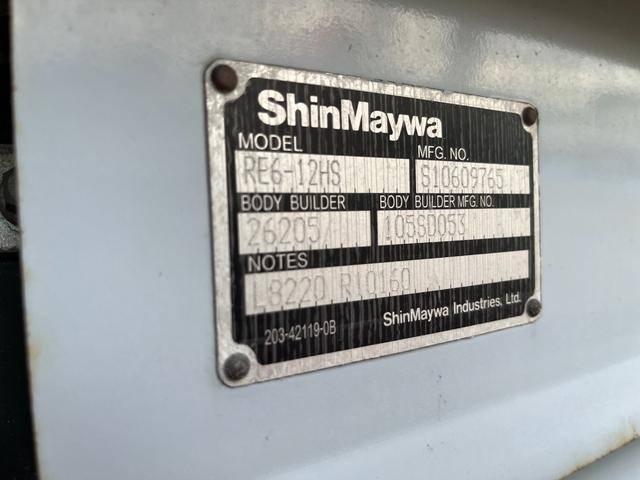 ShinMaywa
MODEL MFG. NO.
RE6-12HS S10609765
BODY BUILDER BODY BUILDER MFG. NO.
26205 105SD053
NOTES
L8220 R10160
203-42119-0B ShinMaywa Industries, Ltd.